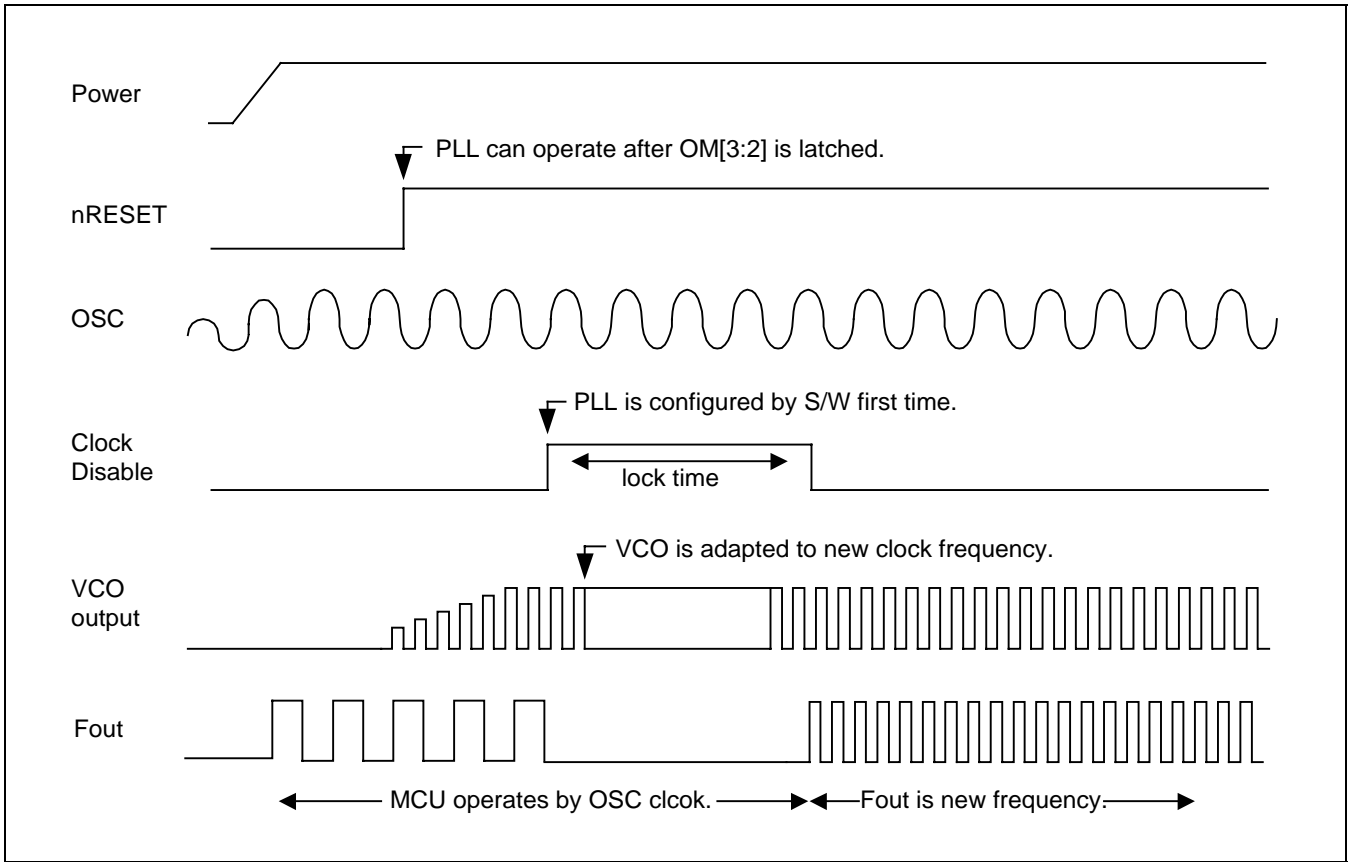 Power
PLL can operate after OM[3:2] is latched.
nRESET
OSC
PLL is configured by S/W first time.
Clock
Disable
lock time
VCO is adapted to new clock frequency.
VCO
output
Fout
MCU operates by OSC clcok.
Fout is new frequency.